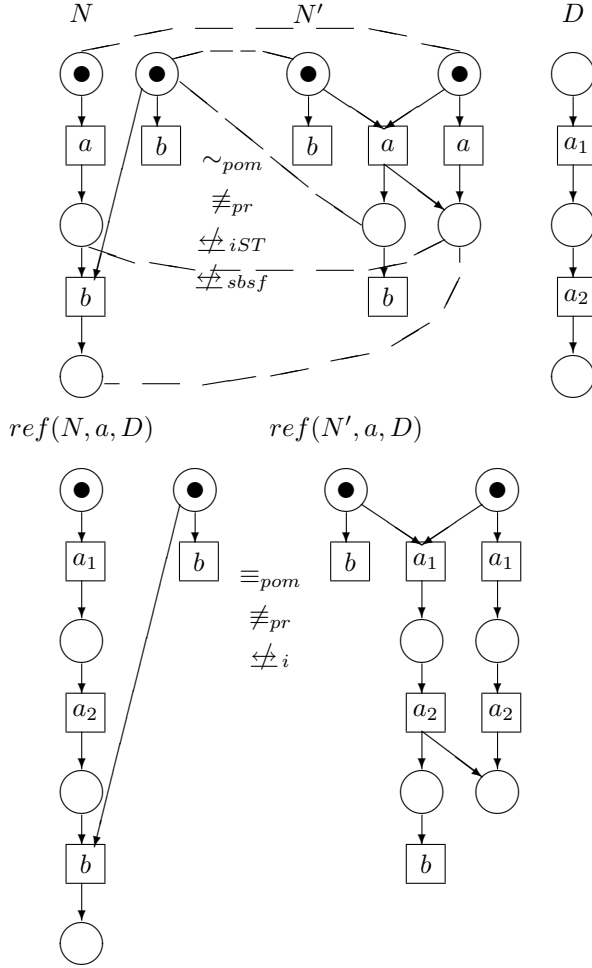 N N′ D
a b b a a a₁
∼pom
≢pr
↮̲ iST
↮̲ sbsf
b b a₂
ref(N, a, D) ref(N′, a, D)
a₁ b b a₁ a₁
≡pom
≢pr
↮̲ i
a₂ a₂ a₂
b b